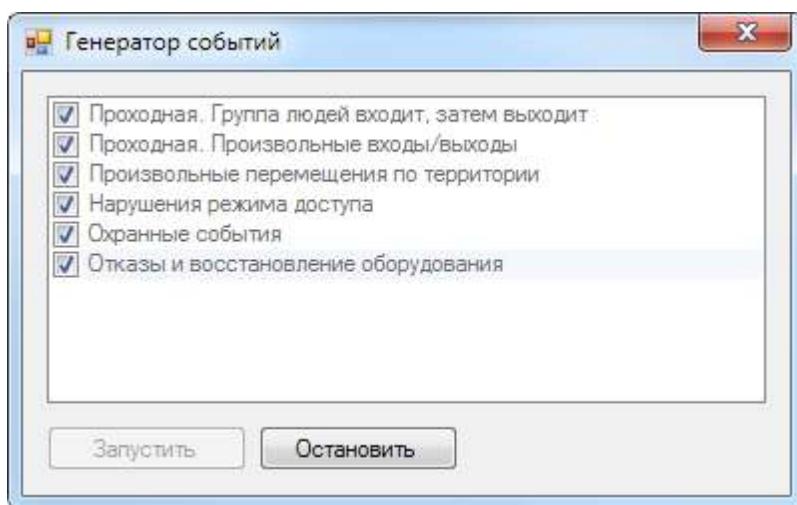 Генератор событий
Проходная. Группа людей входит, затем выходит
Проходная. Произвольные входы/выходы
Произвольные перемещения по территории
Нарушения режима доступа
Охранные события
Отказы и восстановление оборудования
Запустить
Остановить